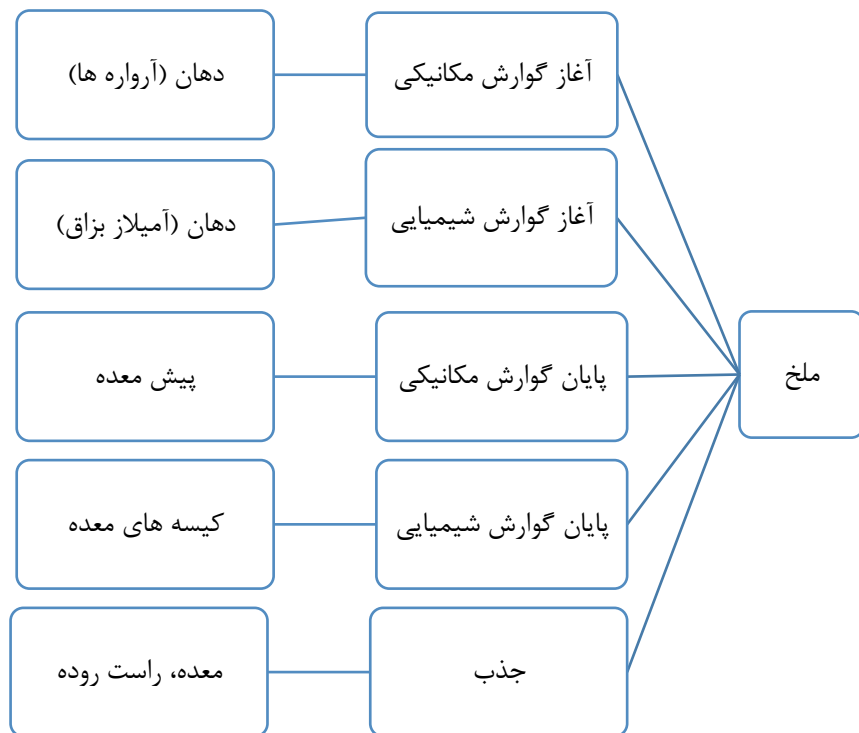 ملخ
آغاز گوارش مکانیکی
دهان (آرواره ها)
آغاز گوارش شیمیایی
دهان (آمیلاز بزاق)
پایان گوارش مکانیکی
پیش معده
پایان گوارش شیمیایی
کیسه های معده
جذب
معده، راست روده